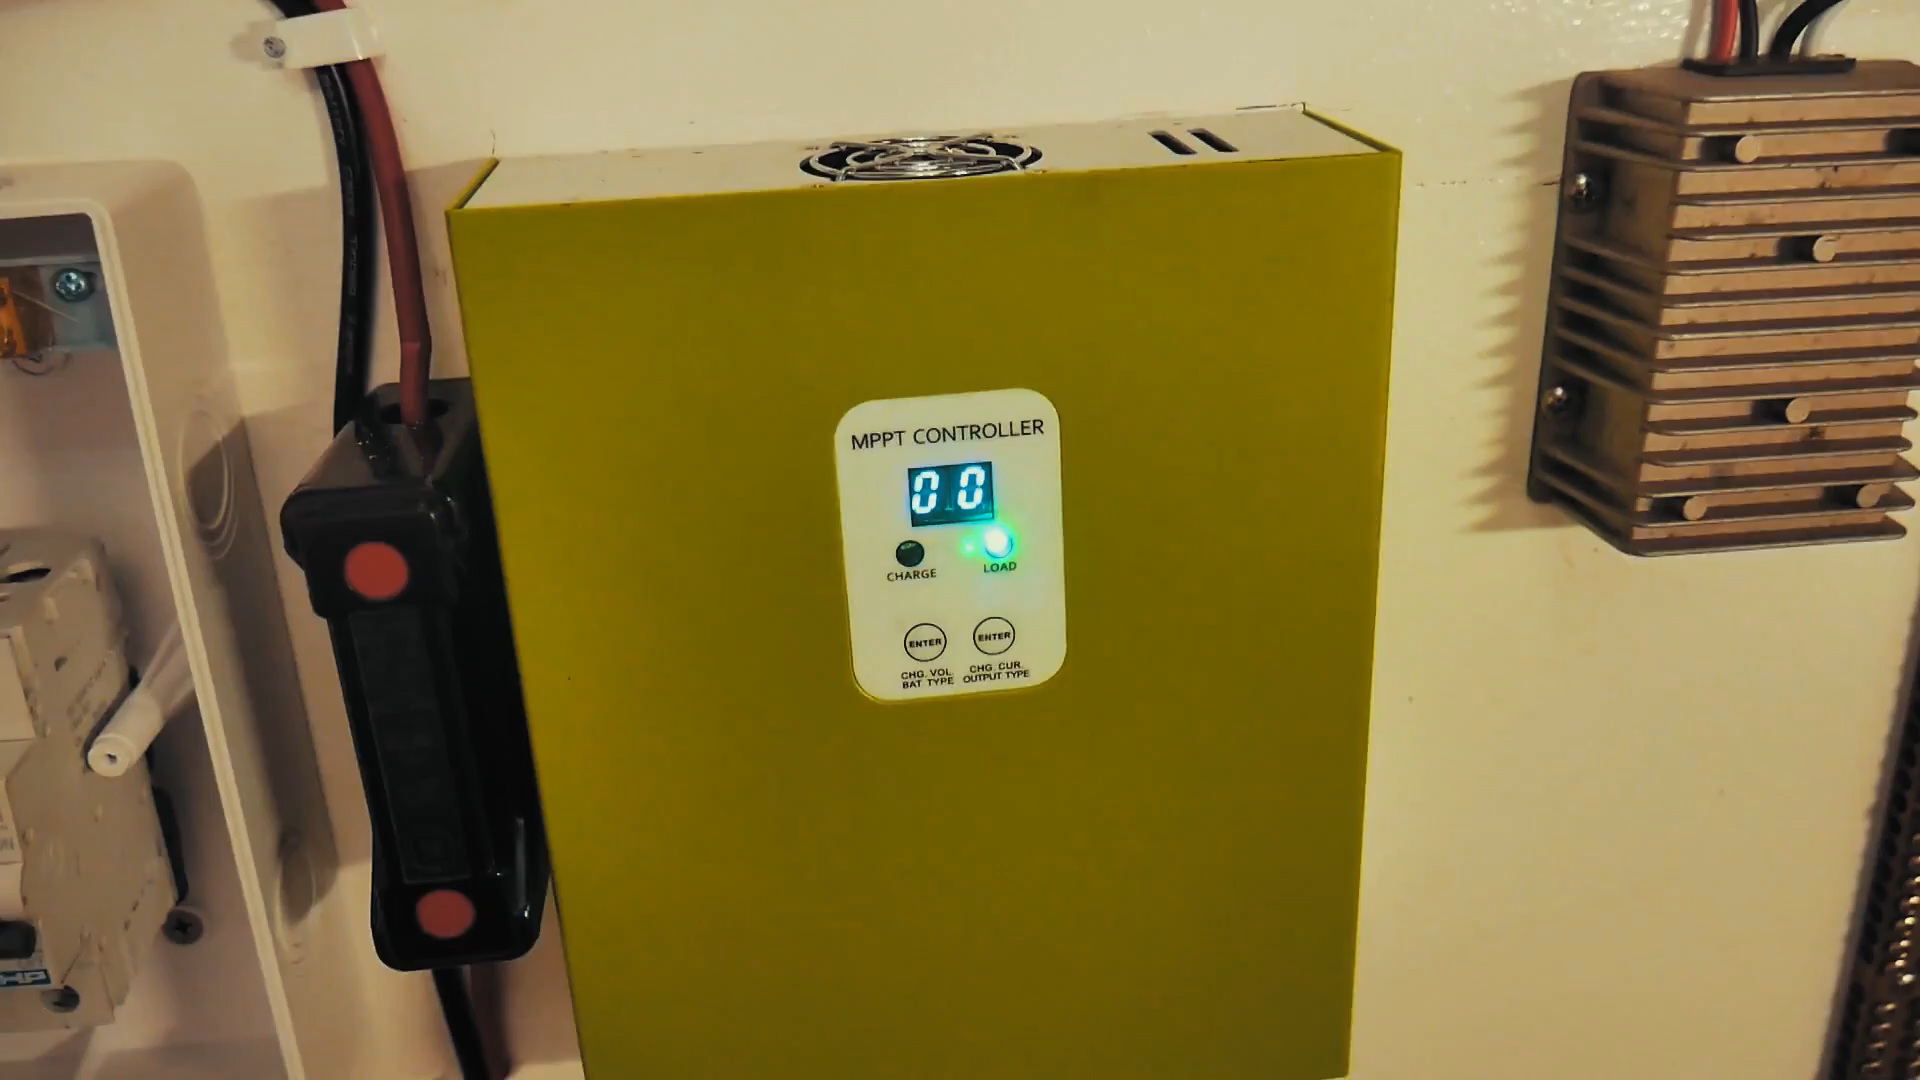 MPPT CONTROLLER
00
CHARGE
LOAD
ENTER
ENTER
CHG. VOL.
BAT TYPE
CHG. CUR.
OUTPUT TYPE